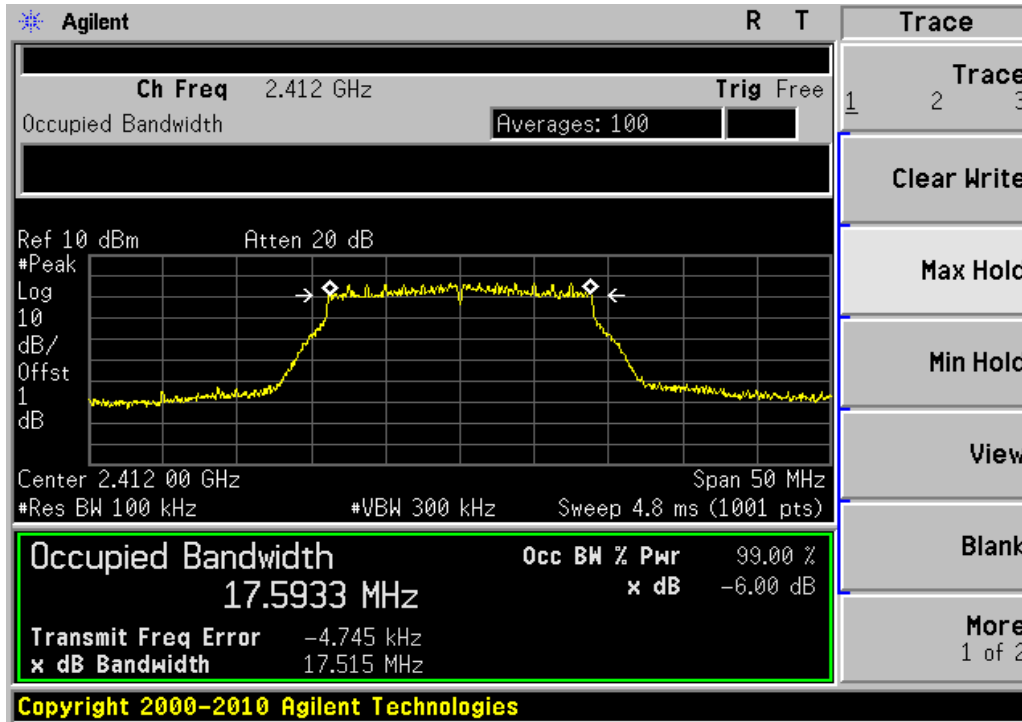 Agilent R T Trace
Ch Freq 2.412 GHz Trig Free
Occupied Bandwidth Averages: 100
Trace
1 2 3
Clear Write
Max Hold
Min Hold
View
Blank
More
1 of 2
Ref 10 dBm Atten 20 dB
#Peak
Log
10
dB/
Offst
1
dB
Center 2.412 00 GHz Span 50 MHz
#Res BW 100 kHz #VBW 300 kHz Sweep 4.8 ms (1001 pts)
Occupied Bandwidth Occ BW % Pwr 99.00 %
17.5933 MHz x dB -6.00 dB
Transmit Freq Error -4.745 kHz
x dB Bandwidth 17.515 MHz
Copyright 2000-2010 Agilent Technologies